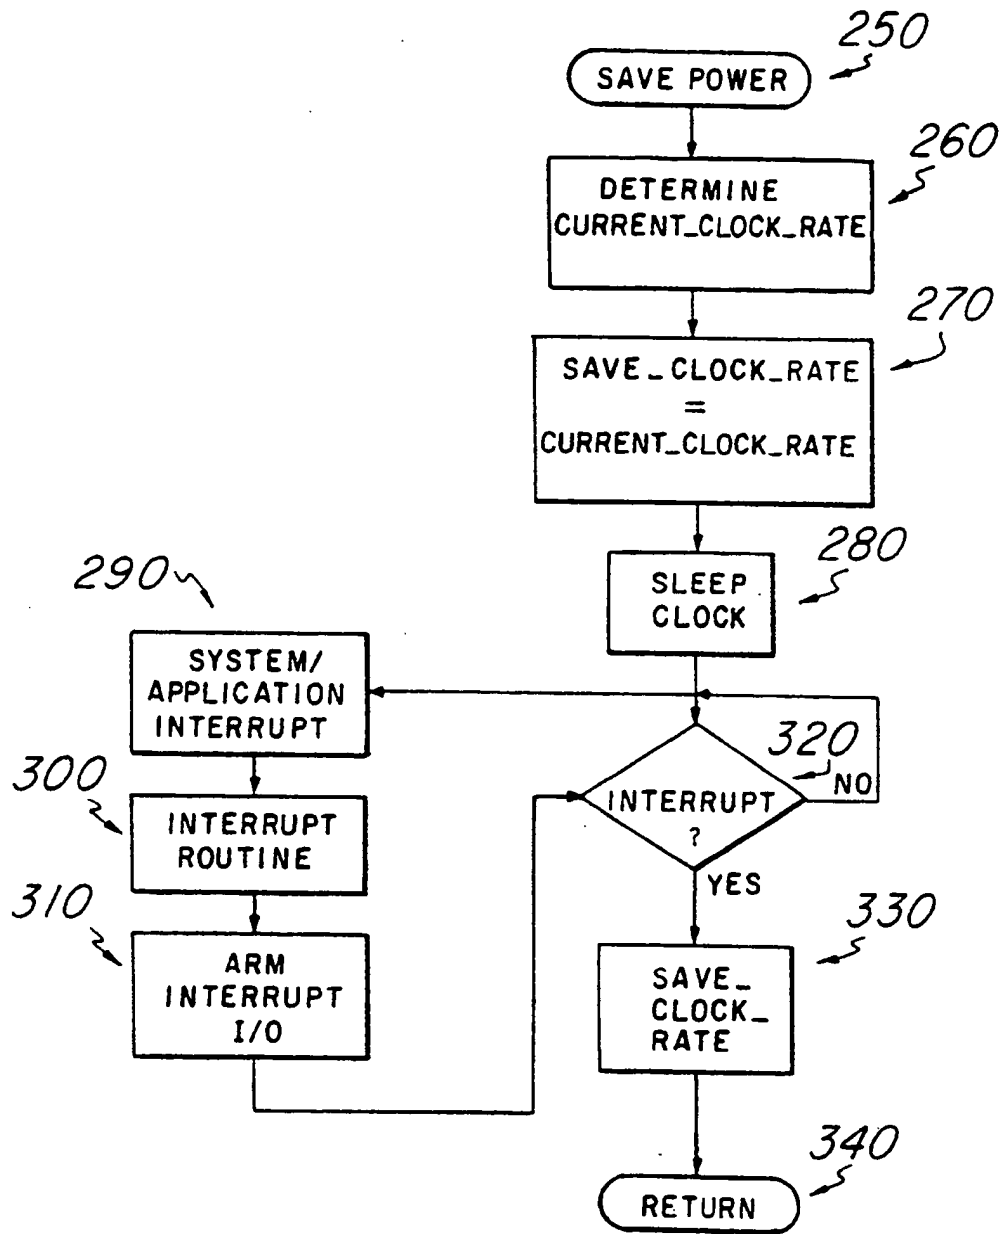 250
SAVE POWER
260
DETERMINE
CURRENT_CLOCK_RATE
270
SAVE_CLOCK_RATE
=
CURRENT_CLOCK_RATE
280
SLEEP
CLOCK
290
SYSTEM/
APPLICATION
INTERRUPT
300
INTERRUPT
ROUTINE
310
ARM
INTERRUPT
I/O
320
INTERRUPT
?
NO
YES
330
SAVE_
CLOCK_
RATE
340
RETURN